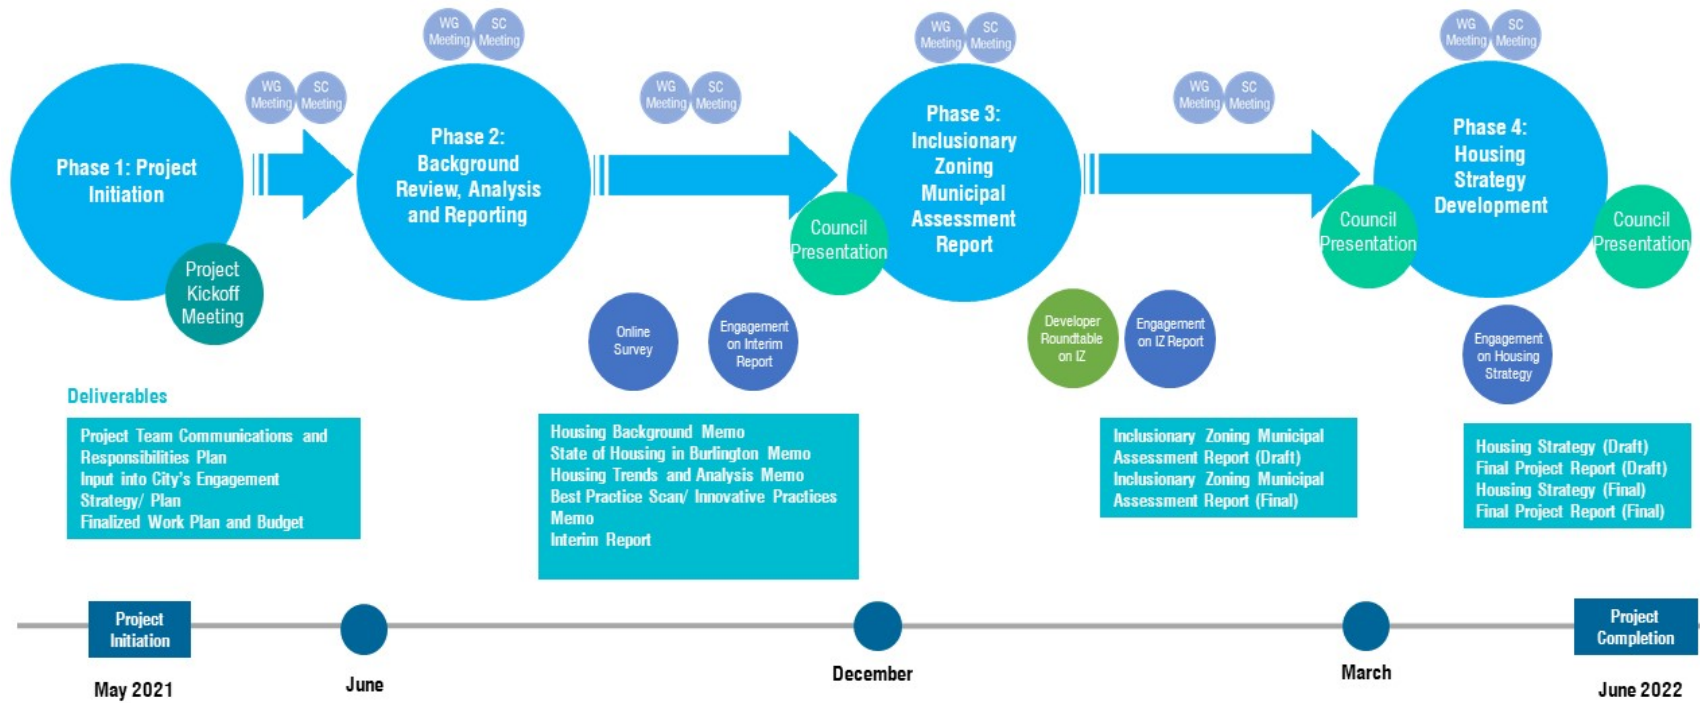 WG
Meeting
SC
Meeting
WG
Meeting
SC
Meeting
WG
Meeting
SC
Meeting
WG
Meeting
SC
Meeting
WG
Meeting
SC
Meeting
WG
Meeting
SC
Meeting
Phase 1: Project
Initiation
Phase 2:
Background
Review, Analysis
and Reporting
Phase 3:
Inclusionary
Zoning
Municipal
Assessment
Report
Phase 4:
Housing
Strategy
Development
Project
Kickoff
Meeting
Council
Presentation
Council
Presentation
Council
Presentation
Online
Survey
Engagement
on Interim
Report
Developer
Roundtable
on IZ
Engagement
on IZ Report
Engagement
on Housing
Strategy
Deliverables
Project Team Communications and
Responsibilities Plan
Input into City's Engagement
Strategy/ Plan
Finalized Work Plan and Budget
Housing Background Memo
State of Housing in Burlington Memo
Housing Trends and Analysis Memo
Best Practice Scan/ Innovative Practices
Memo
Interim Report
Inclusionary Zoning Municipal
Assessment Report (Draft)
Inclusionary Zoning Municipal
Assessment Report (Final)
Housing Strategy (Draft)
Final Project Report (Draft)
Housing Strategy (Final)
Final Project Report (Final)
Project
Initiation
Project
Completion
May 2021
June
December
March
June 2022